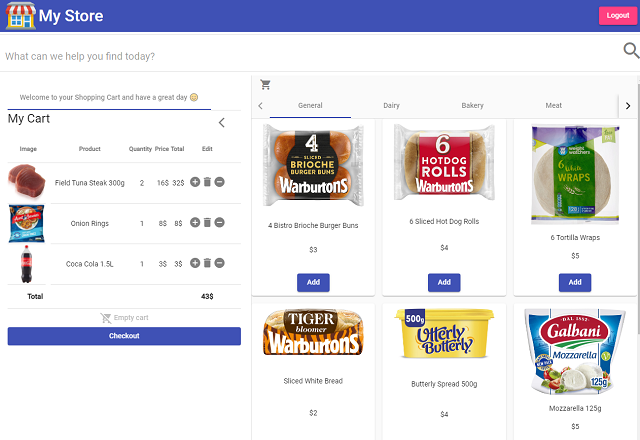 My Store
Logout
What can we help you find today?
Welcome to your Shopping Cart and have a great day 😊
My Cart
Image Product Quantity Price Total Edit
Field Tuna Steak 300g 2 16$ 32$
Onion Rings 1 8$ 8$
Coca Cola 1.5L 1 3$ 3$
Total 43$
Empty cart
Checkout
General Dairy Bakery Meat
4
SLICED
BRIOCHE
BURGER BUNS
Warburtons
4 Bistro Brioche Burger Buns
$3
Add
6
HOTDOG
ROLLS
Warburtons
6 Sliced Hot Dog Rolls
$4
Add
weight
watchers
6 White
WRAPS
6 Tortilla Wraps
$5
Add
TIGER
bloomer
Warburtons
Sliced White Bread
$2
500g
Utterly
Butterly
Butterly Spread 500g
$4
DAL 1882
Galbani
MOZZARELLA
125g
Mozzarella 125g
$5